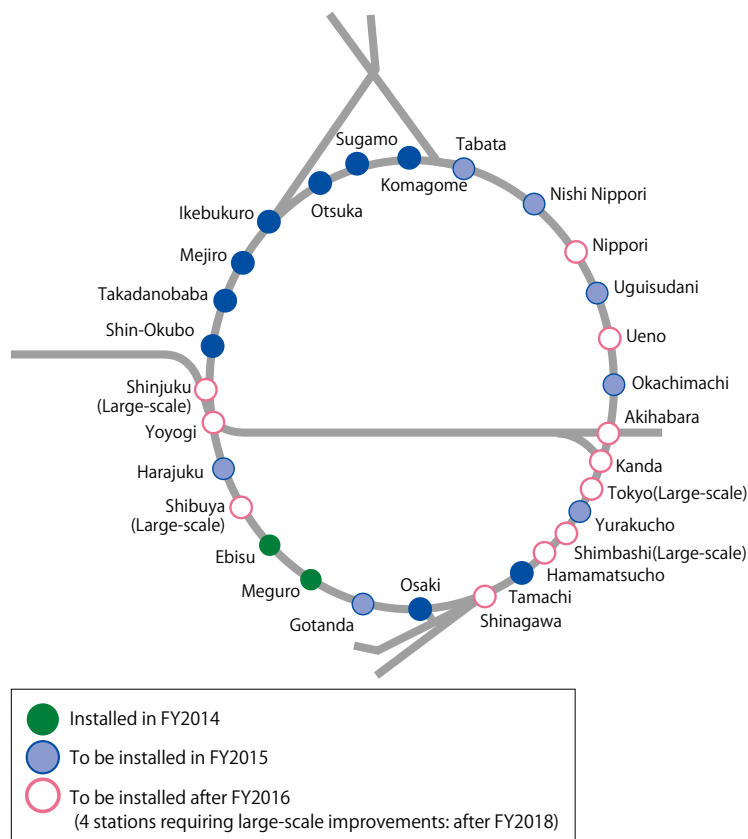 Sugamo
Tabata
Komagome
Nishi Nippori
Otsuka
Ikebukuro
Nippori
Mejiro
Uguisudani
Takadanobaba
Shin-Okubo
Ueno
Okachimachi
Shinjuku
(Large-scale)
Akihabara
Yoyogi
Kanda
Harajuku
Tokyo(Large-scale)
Shibuya
(Large-scale)
Yurakucho
Ebisu
Shimbashi(Large-scale)
Hamamatsucho
Meguro
Osaki
Tamachi
Gotanda
Shinagawa
Installed in FY2014
To be installed in FY2015
To be installed after FY2016
(4 stations requiring large-scale improvements: after FY2018)